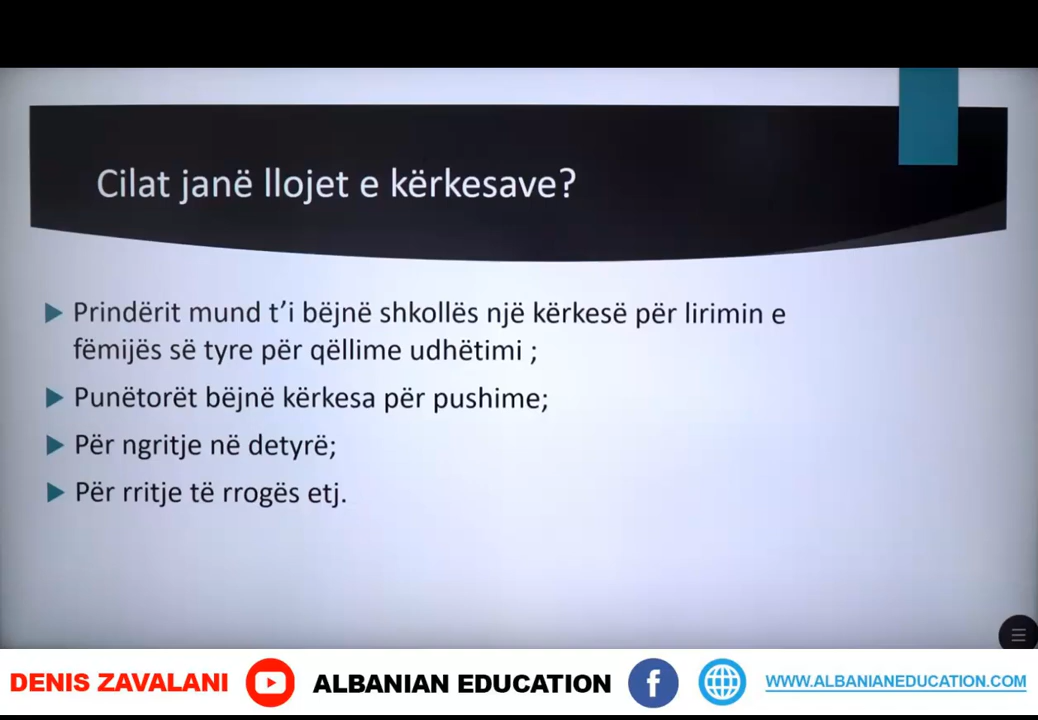 Cilat janë llojet e kërkesave?
Prindërit mund t'i bëjnë shkollës një kërkesë për lirimin e
fëmijës së tyre për qëllime udhëtimi ;
Punëtorët bëjnë kërkesa për pushime;
Për ngritje në detyrë;
Për rritje të rrogës etj.
DENIS ZAVALANI ALBANIAN EDUCATION WWW.ALBANIANEDUCATION.COM